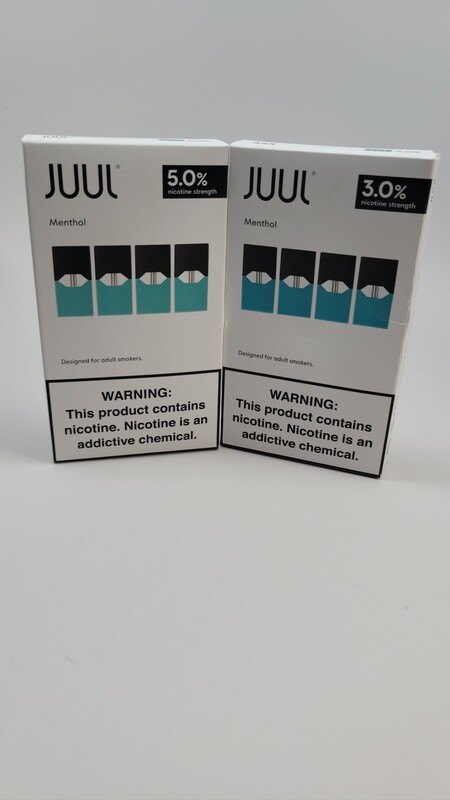 JUUL®
5.0%
nicotine strength
Menthol
Designed for adult smokers.
WARNING:
This product contains
nicotine. Nicotine is an
addictive chemical.
JUUL®
3.0%
nicotine strength
Menthol
Designed for adult smokers.
WARNING:
This product contains
nicotine. Nicotine is an
addictive chemical.